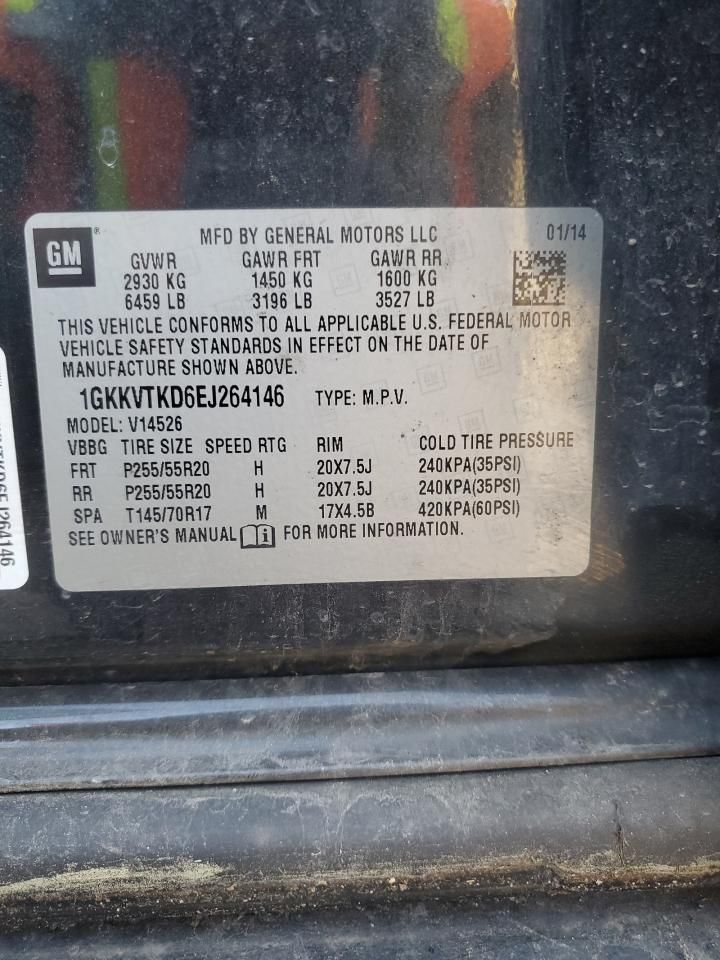 GM ® MFD BY GENERAL MOTORS LLC 01/14
GVWR GAWR FRT GAWR RR
2930 KG 1450 KG 1600 KG
6459 LB 3196 LB 3527 LB
THIS VEHICLE CONFORMS TO ALL APPLICABLE U.S. FEDERAL MOTOR
VEHICLE SAFETY STANDARDS IN EFFECT ON THE DATE OF
MANUFACTURE SHOWN ABOVE.
1GKKVTKD6EJ264146 TYPE: M.P.V.
MODEL: V14526
VBBG TIRE SIZE SPEED RTG RIM COLD TIRE PRESSURE
FRT P255/55R20 H 20X7.5J 240KPA(35PSI)
RR P255/55R20 H 20X7.5J 240KPA(35PSI)
SPA T145/70R17 M 17X4.5B 420KPA(60PSI)
SEE OWNER'S MANUAL i FOR MORE INFORMATION.